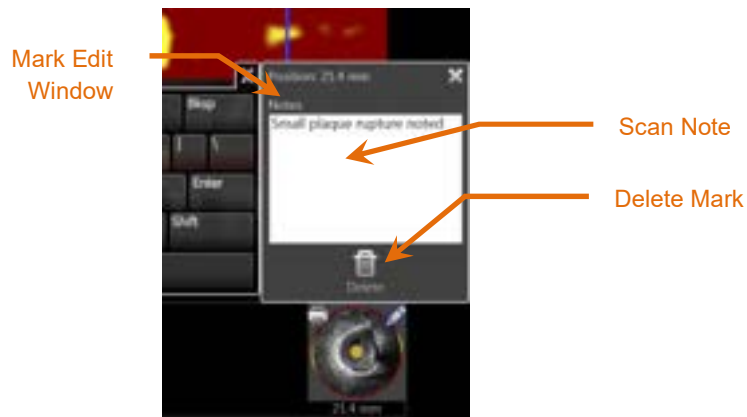 Mark Edit
Window
Position: 21.4 mm
Notes
Small plaque rupture noted
Bksp
[ \
Enter
Shift
Delete
21.4 mm
Scan Note
Delete Mark